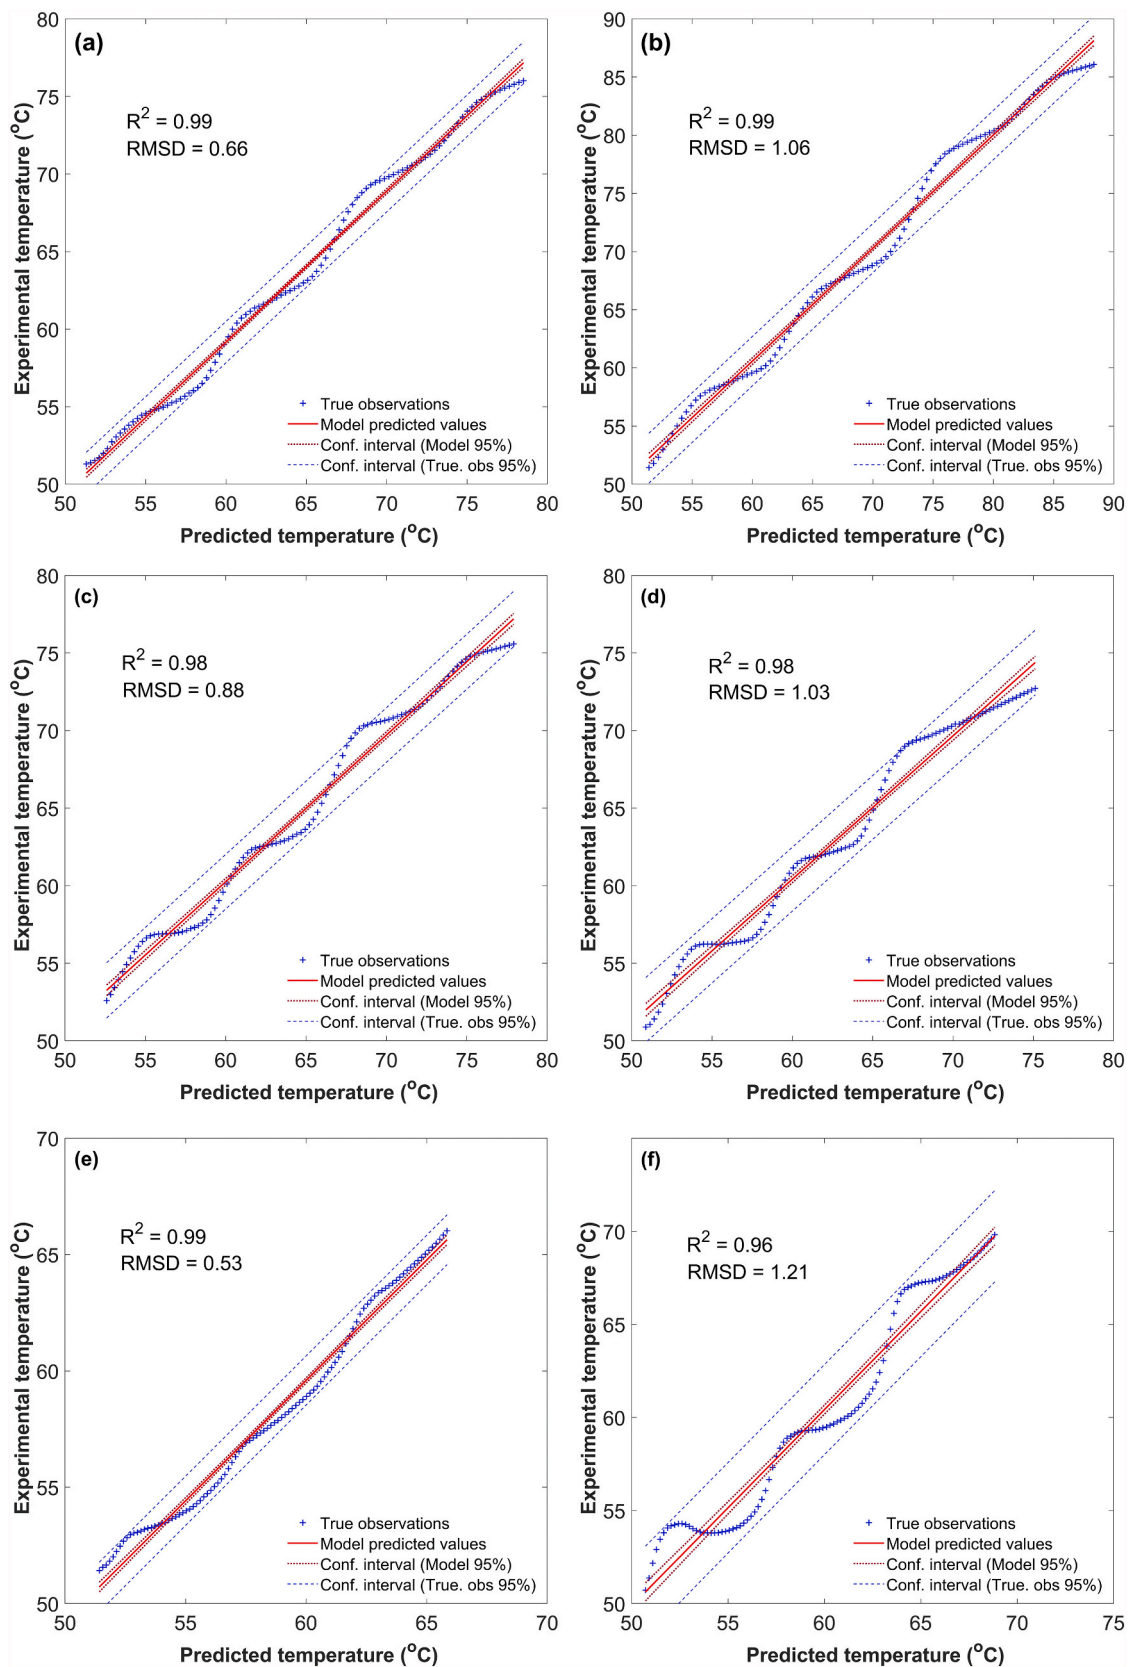 (a)
R² = 0.99
RMSD = 0.66
+ True observations
Model predicted values
Conf. interval (Model 95%)
Conf. interval (True. obs 95%)
80
75
70
65
60
55
50
50 55 60 65 70 75 80
Experimental temperature (°C)
Predicted temperature (°C)
(b)
R² = 0.99
RMSD = 1.06
+ True observations
Model predicted values
Conf. interval (Model 95%)
Conf. interval (True. obs 95%)
90
85
80
75
70
65
60
55
50
50 55 60 65 70 75 80 85 90
Experimental temperature (°C)
Predicted temperature (°C)
(c)
R² = 0.98
RMSD = 0.88
+ True observations
Model predicted values
Conf. interval (Model 95%)
Conf. interval (True. obs 95%)
80
75
70
65
60
55
50
50 55 60 65 70 75 80
Experimental temperature (°C)
Predicted temperature (°C)
(d)
R² = 0.98
RMSD = 1.03
+ True observations
Model predicted values
Conf. interval (Model 95%)
Conf. interval (True. obs 95%)
80
75
70
65
60
55
50
50 55 60 65 70 75 80
Experimental temperature (°C)
Predicted temperature (°C)
(e)
R² = 0.99
RMSD = 0.53
+ True observations
Model predicted values
Conf. interval (Model 95%)
Conf. interval (True. obs 95%)
70
65
60
55
50
50 55 60 65 70
Experimental temperature (°C)
Predicted temperature (°C)
(f)
R² = 0.96
RMSD = 1.21
+ True observations
Model predicted values
Conf. interval (Model 95%)
Conf. interval (True. obs 95%)
70
65
60
55
50
50 55 60 65 70 75
Experimental temperature (°C)
Predicted temperature (°C)